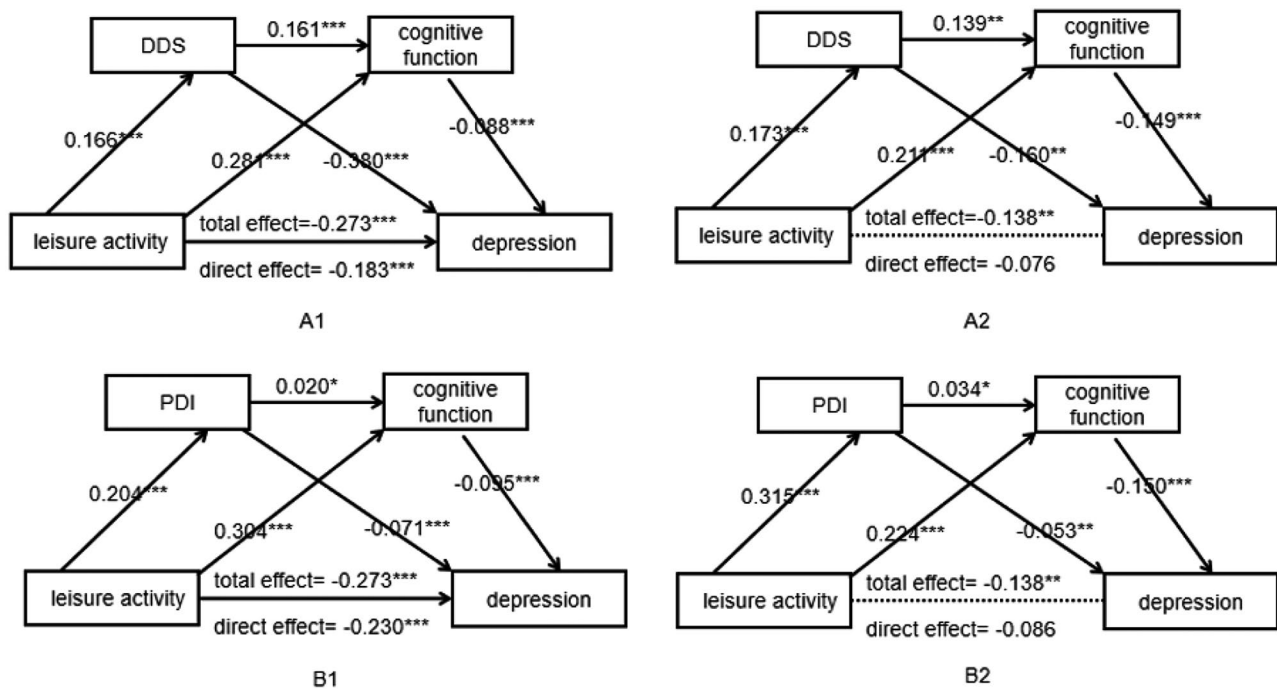 DDS
0.161***
cognitive
function
0.166***
0.281***
-0.380***
-0.088***
leisure activity
total effect=-0.273***
direct effect= -0.183***
depression
A1
DDS
0.139**
cognitive
function
0.173***
0.211***
-0.160**
-0.149***
leisure activity
total effect=-0.138**
direct effect= -0.076
depression
A2
PDI
0.020*
cognitive
function
0.204***
0.304***
-0.071***
-0.095***
leisure activity
total effect= -0.273***
direct effect= -0.230***
depression
B1
PDI
0.034*
cognitive
function
0.315***
0.224***
-0.053**
-0.150***
leisure activity
total effect= -0.138**
direct effect= -0.086
depression
B2